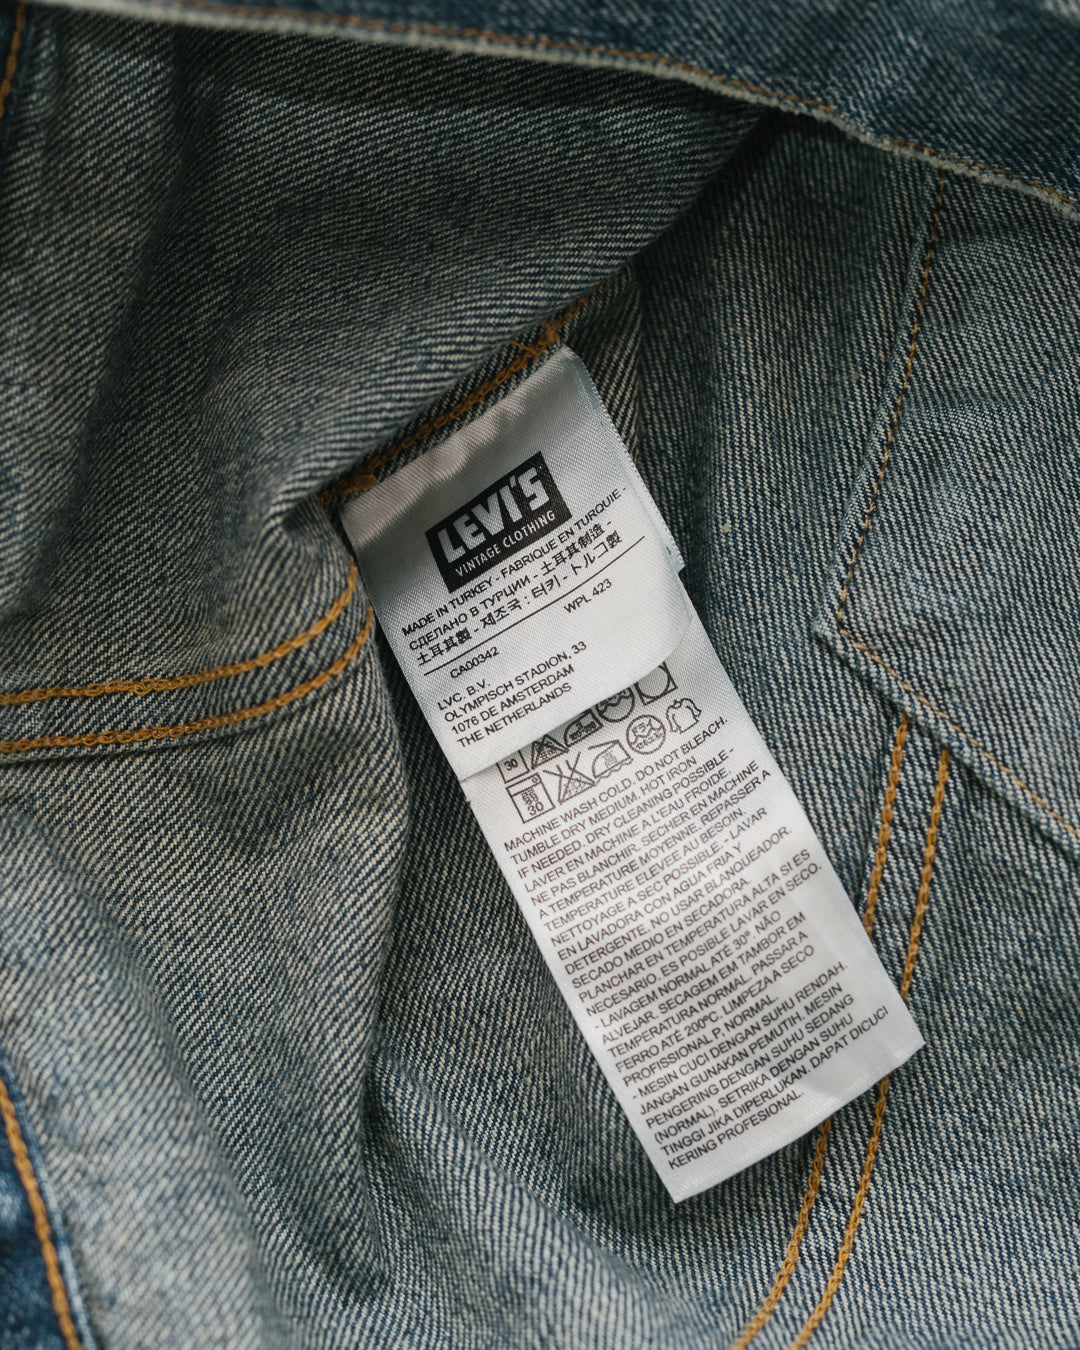 LEVI'S
VINTAGE CLOTHING
MADE IN TURKEY - FABRIQUE EN TURQUIE -
СДЕЛАНО В ТУРЦИИ - 土耳其制造 -
土耳其製 - 제조국 : 터키 - トルコ製
CA00342 WPL 423
LVC. B.V.
OLYMPISCH STADION, 33
1076 DE AMSTERDAM
THE NETHERLANDS
30
30
MACHINE WASH COLD. DO NOT BLEACH.
TUMBLE DRY MEDIUM. HOT IRON
IF NEEDED. DRY CLEANING POSSIBLE -
LAVER EN MACHINE A L'EAU FROIDE.
NE PAS BLANCHIR. SECHER EN MACHINE
A TEMPERATURE MOYENNE. REPASSER A
TEMPERATURE ELEVEE AU BESOIN.
NETTOYAGE A SEC POSSIBLE - LAVAR
EN LAVADORA CON AGUA FRIA Y
DETERGENTE. NO USAR BLANQUEADOR.
SECADO MEDIO EN SECADORA.
PLANCHAR EN TEMPERATURA ALTA SI ES
NECESARIO. ES POSIBLE LAVAR EN SECO.
- LAVAGEM NORMAL ATÉ 30º. NÃO
ALVEJAR. SECAGEM EM TAMBOR EM
TEMPERATURA NORMAL. PASSAR A
FERRO ATÉ 200ºC. LIMPEZA A SECO
PROFISSIONAL P. NORMAL.
- MESIN CUCI DENGAN SUHU RENDAH.
JANGAN GUNAKAN PEMUTIH. MESIN
PENGERING DENGAN SUHU SEDANG
(NORMAL), SETRIKA DENGAN SUHU
TINGGI JIKA DIPERLUKAN. DAPAT DICUCI
KERING PROFESIONAL.